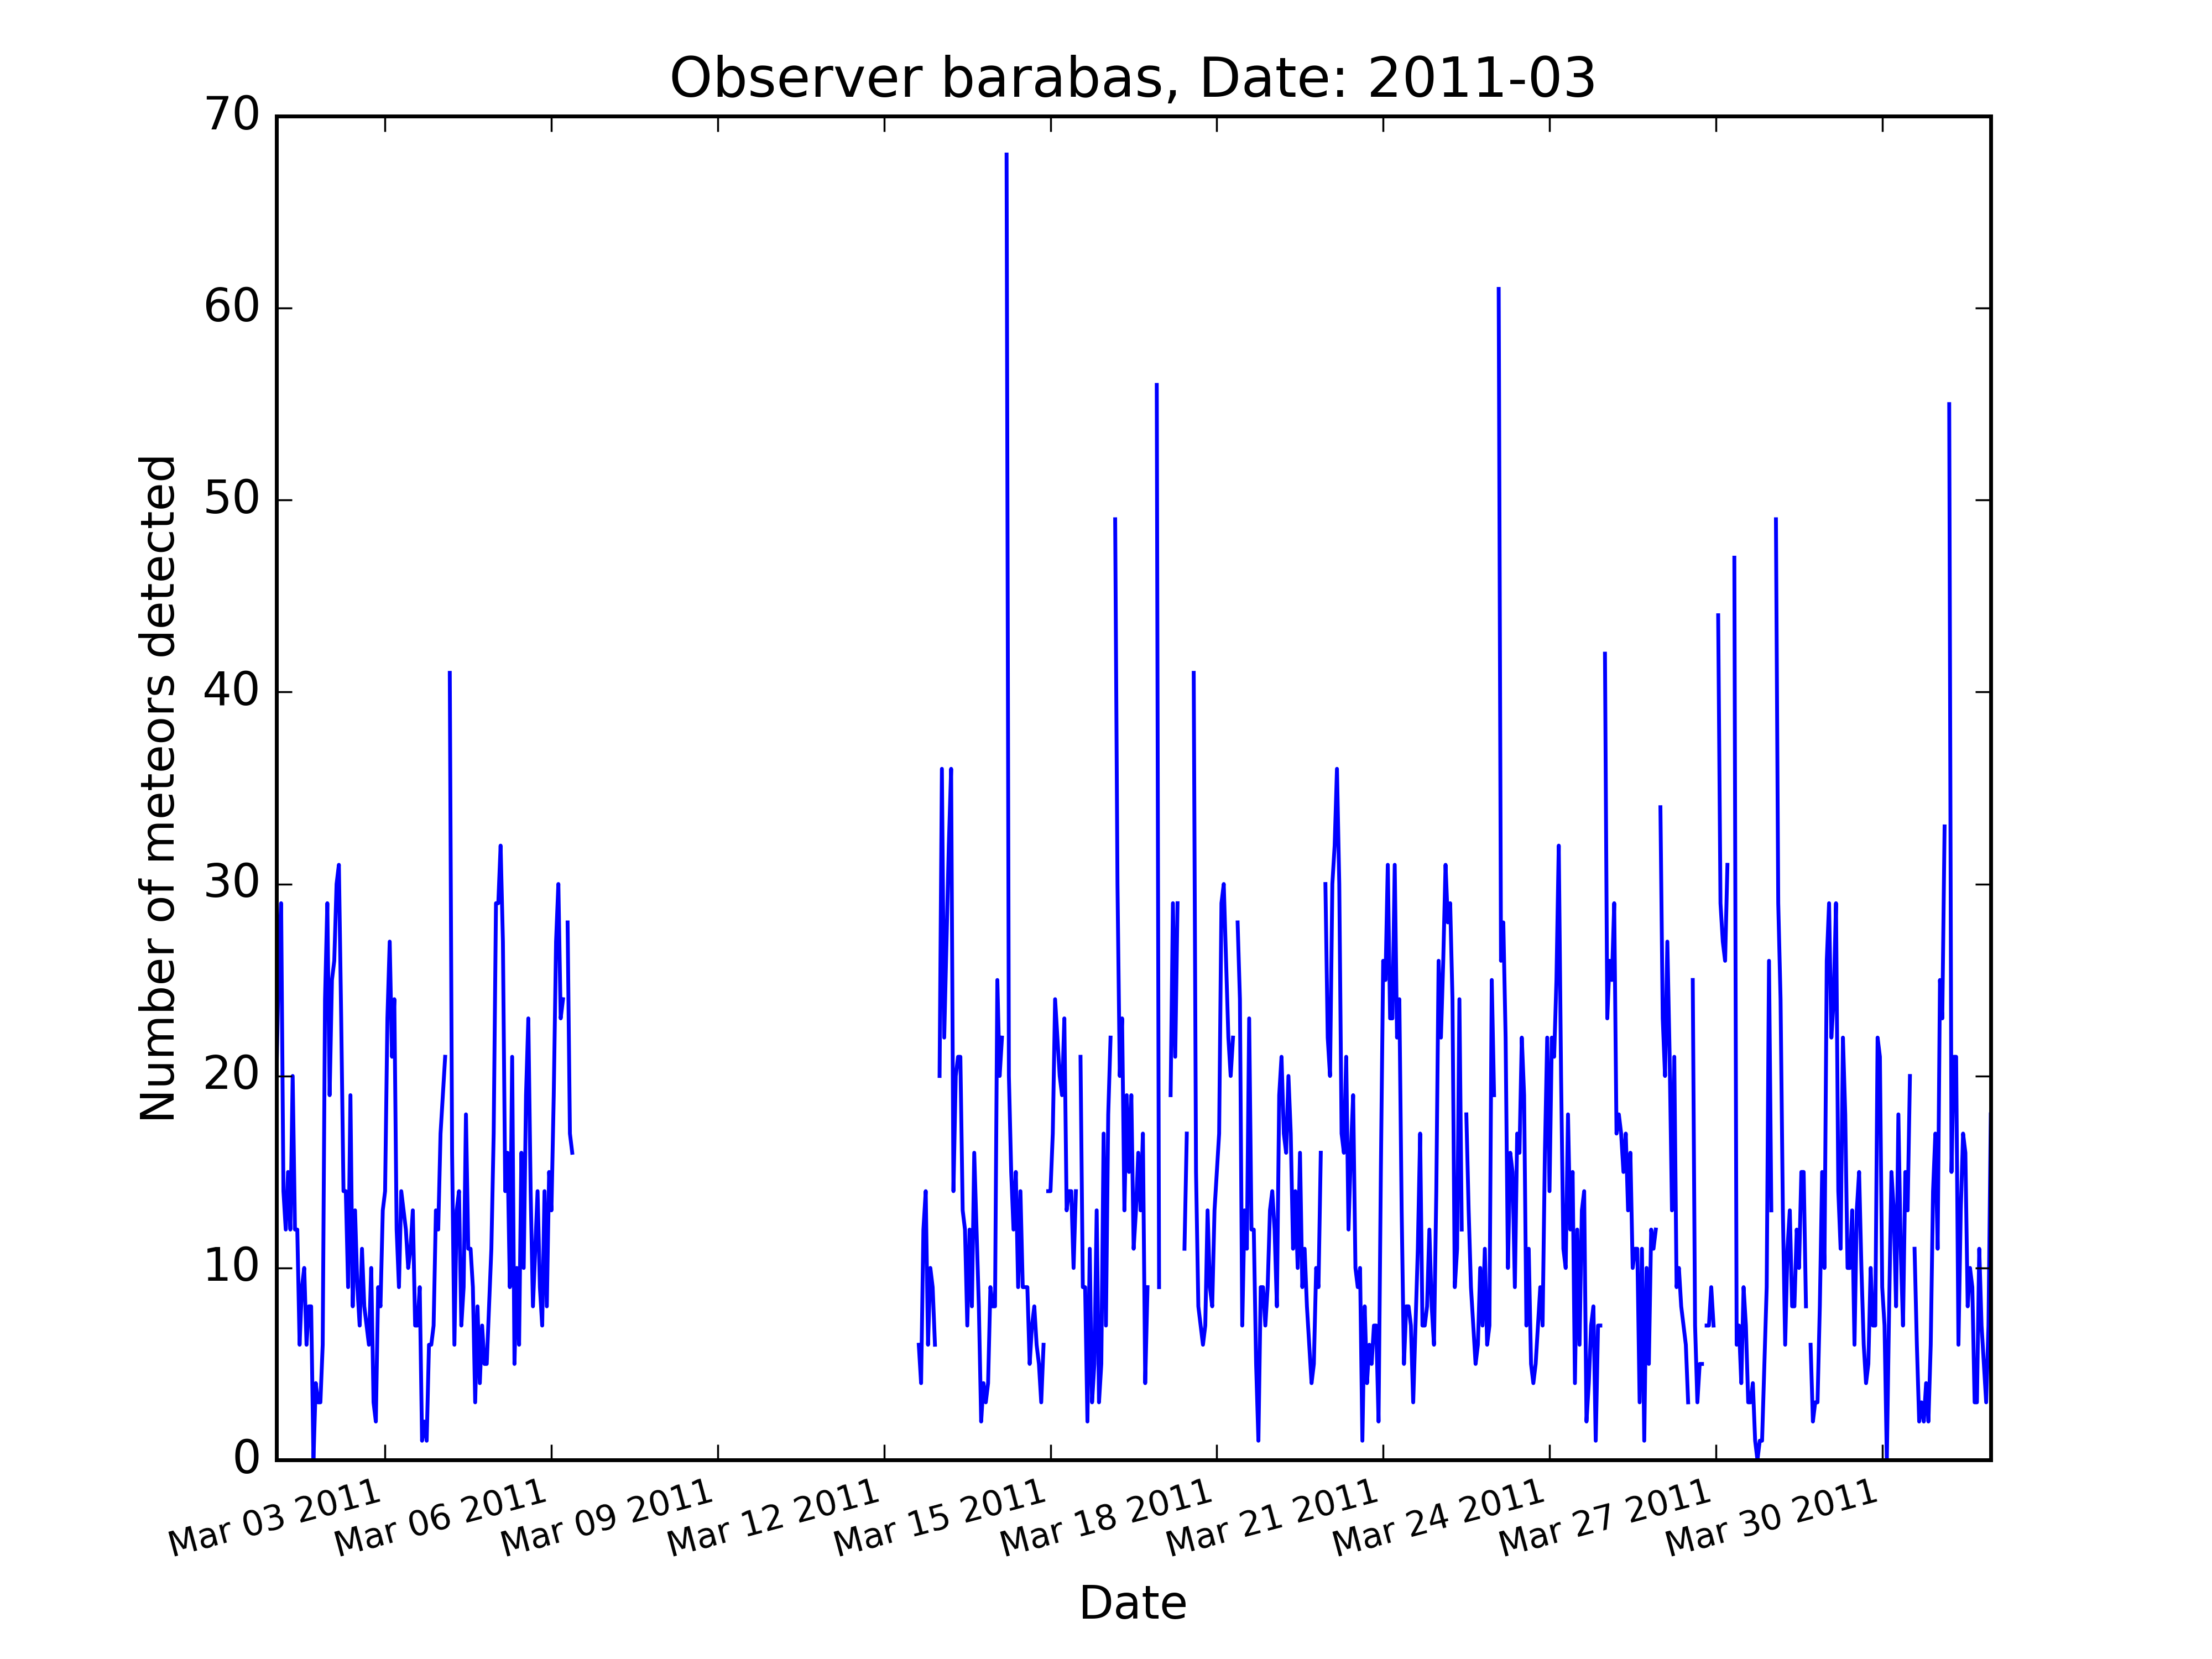 Observer barabas, Date: 2011-03
Number of meteors detected
70
60
50
40
30
20
10
0
Mar 03 2011
Mar 06 2011
Mar 09 2011
Mar 12 2011
Mar 15 2011
Mar 18 2011
Mar 21 2011
Mar 24 2011
Mar 27 2011
Mar 30 2011
Date